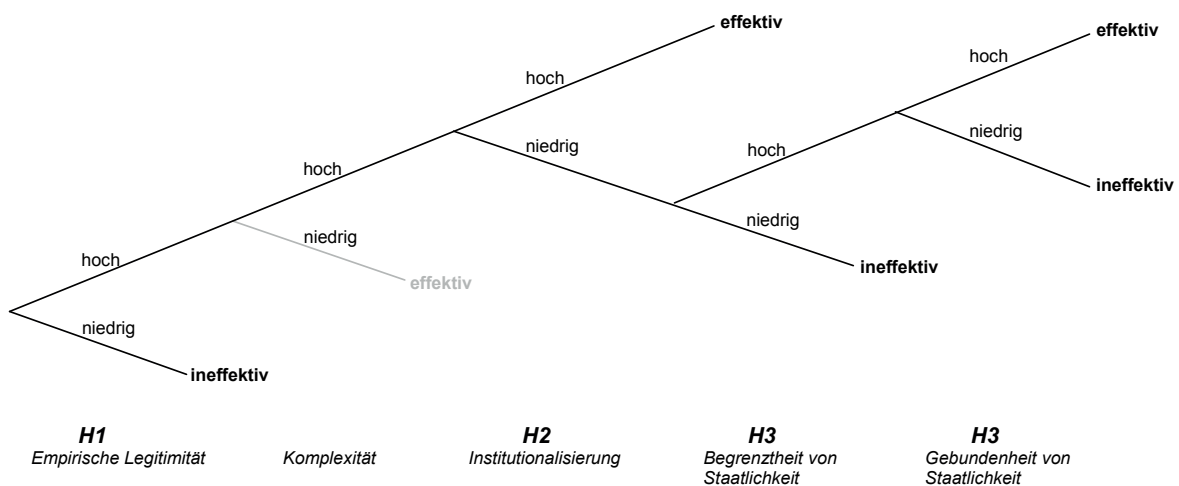 effektiv
effektiv
hoch
hoch
niedrig
niedrig
hoch
hoch
ineffektiv
niedrig
niedrig
hoch
ineffektiv
effektiv
niedrig
ineffektiv
H1
Empirische Legitimität
Komplexität
H2
Institutionalisierung
H3
Begrenztheit von
Staatlichkeit
H3
Gebundenheit von
Staatlichkeit